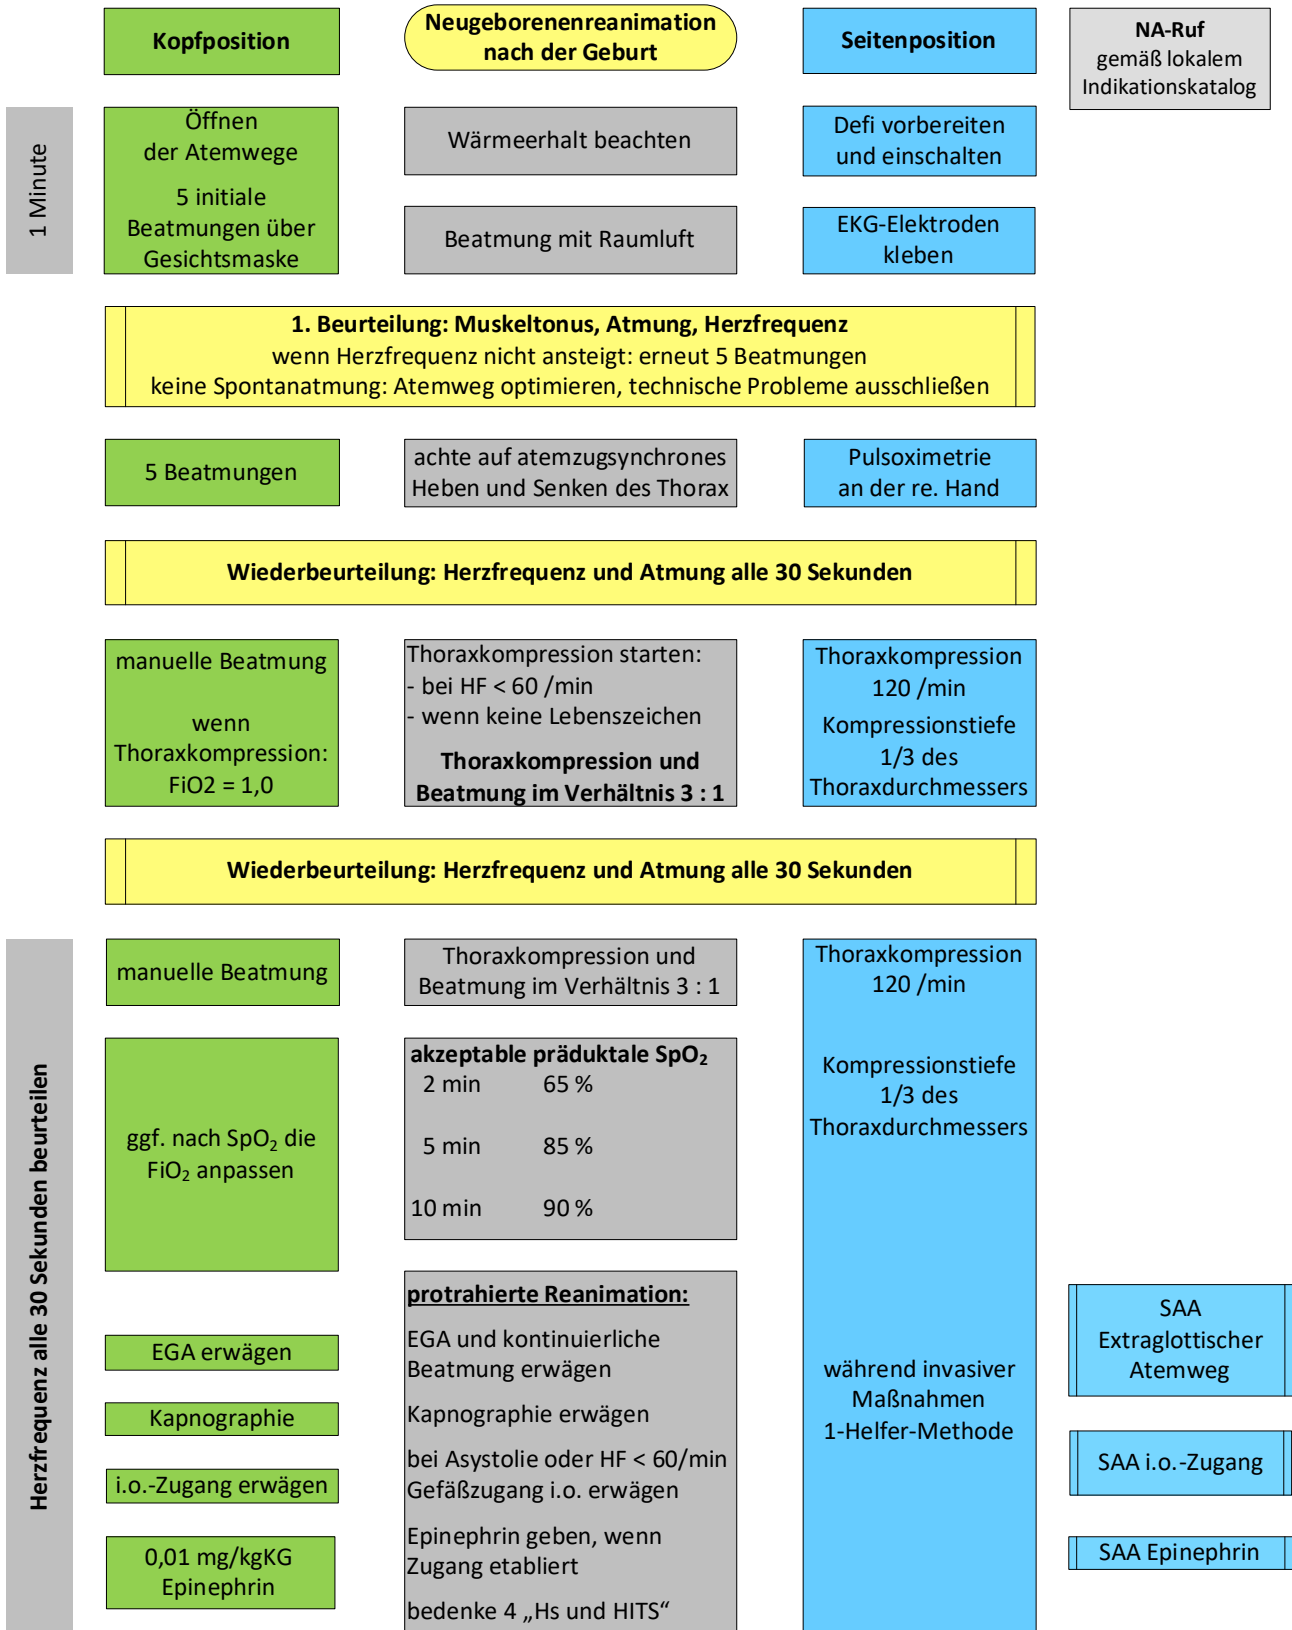 Kopfposition
Neugeborenenreanimation
nach der Geburt
Seitenposition
NA-Ruf
gemäß lokalem
Indikationskatalog
1 Minute
Öffnen
der Atemwege
5 initiale
Beatmungen über
Gesichtsmaske
Wärmeerhalt beachten
Beatmung mit Raumluft
Defi vorbereiten
und einschalten
EKG-Elektroden
kleben
1. Beurteilung: Muskeltonus, Atmung, Herzfrequenz
wenn Herzfrequenz nicht ansteigt: erneut 5 Beatmungen
keine Spontanatmung: Atemweg optimieren, technische Probleme ausschließen
5 Beatmungen
achte auf atemzugsynchrones
Heben und Senken des Thorax
Pulsoximetrie
an der re. Hand
Wiederbeurteilung: Herzfrequenz und Atmung alle 30 Sekunden
manuelle Beatmung
wenn
Thoraxkompression:
FiO2 = 1,0
Thoraxkompression starten:
- bei HF < 60 /min
- wenn keine Lebenszeichen
Thoraxkompression und
Beatmung im Verhältnis 3 : 1
Thoraxkompression
120 /min
Kompressionstiefe
1/3 des
Thoraxdurchmessers
Wiederbeurteilung: Herzfrequenz und Atmung alle 30 Sekunden
Herzfrequenz alle 30 Sekunden beurteilen
manuelle Beatmung
Thoraxkompression und
Beatmung im Verhältnis 3 : 1
Thoraxkompression
120 /min
ggf. nach SpO₂ die
FiO₂ anpassen
akzeptable präduktale SpO₂
2 min 65 %
5 min 85 %
10 min 90 %
Kompressionstiefe
1/3 des
Thoraxdurchmessers
EGA erwägen
Kapnographie
i.o.-Zugang erwägen
0,01 mg/kgKG
Epinephrin
protrahierte Reanimation:
EGA und kontinuierliche
Beatmung erwägen
Kapnographie erwägen
bei Asystolie oder HF < 60/min
Gefäßzugang i.o. erwägen
Epinephrin geben, wenn
Zugang etabliert
bedenke 4 „Hs und HITS“
während invasiver
Maßnahmen
1-Helfer-Methode
SAA
Extraglottischer
Atemweg
SAA i.o.-Zugang
SAA Epinephrin